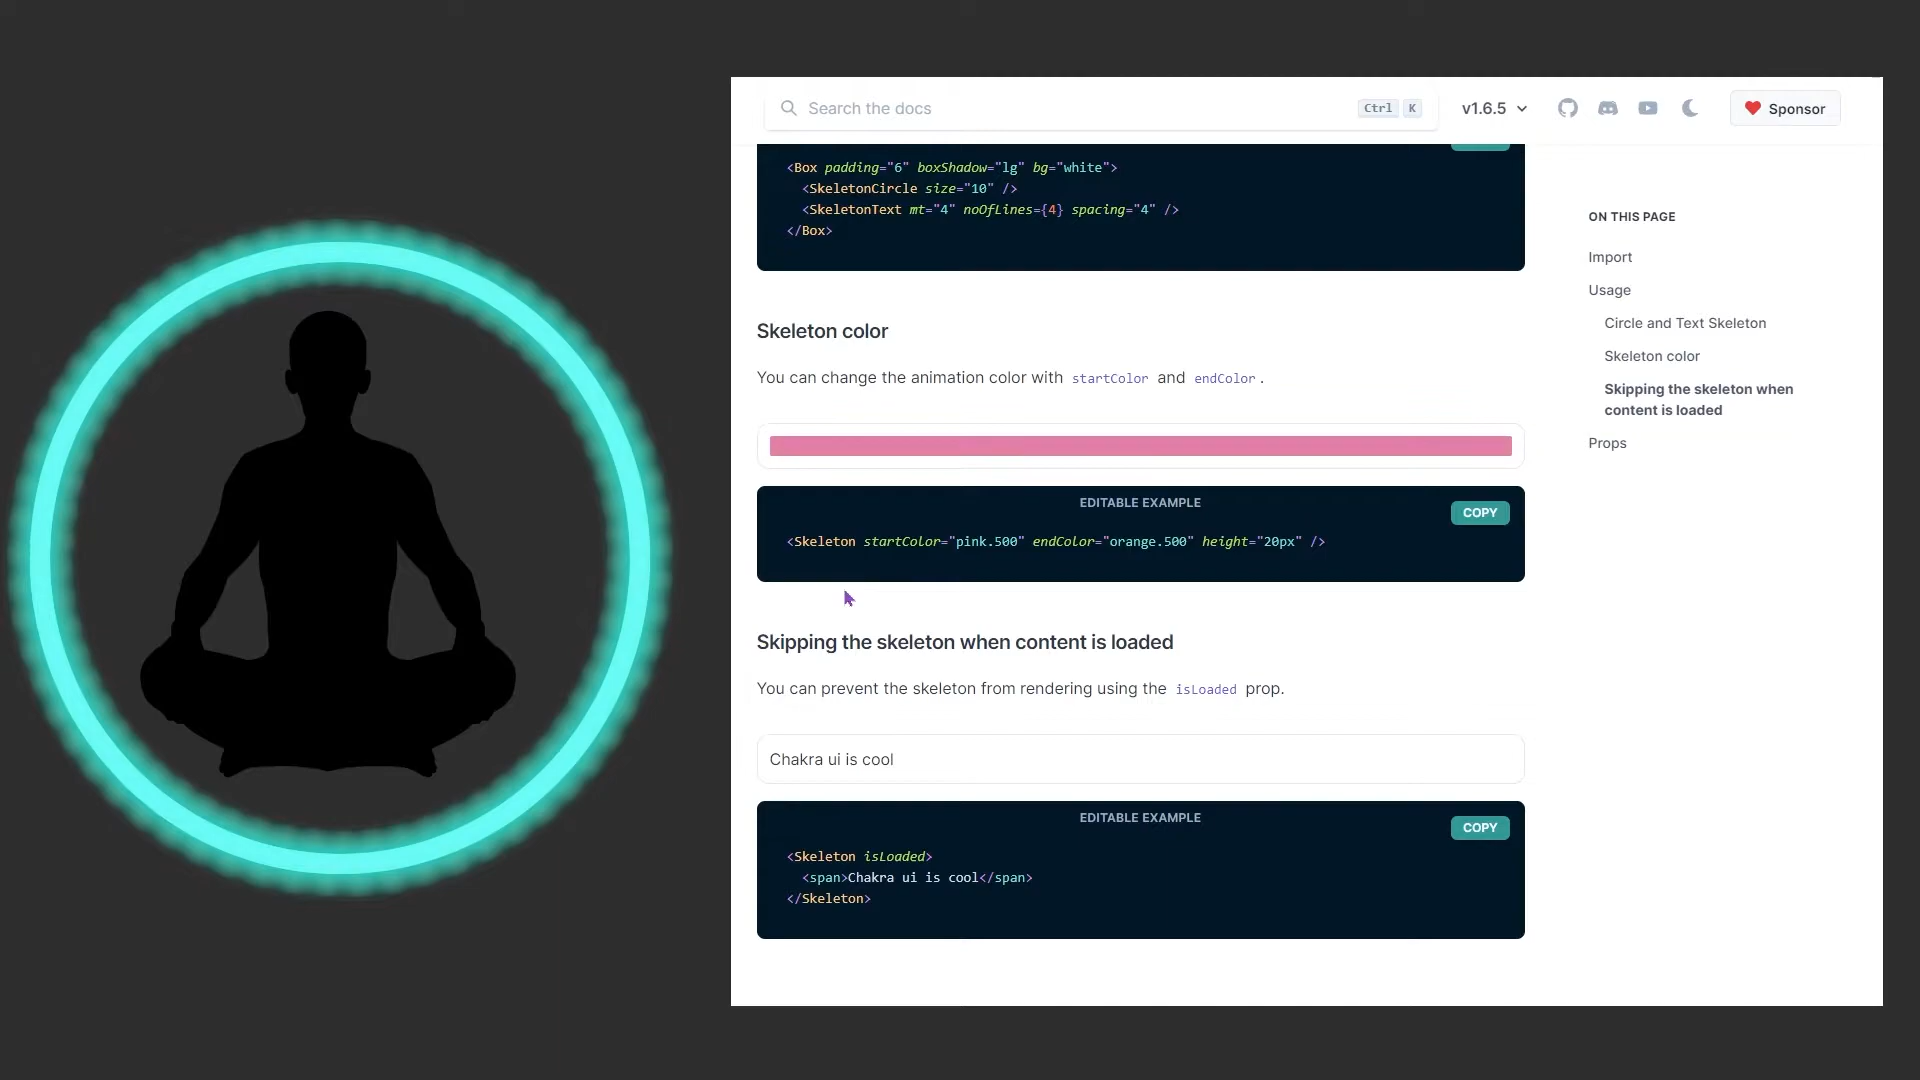 Search the docs
Ctrl K
v1.6.5
Sponsor
<Box padding="6" boxShadow="lg" bg="white">
<SkeletonCircle size="10" />
<SkeletonText mt="4" noOfLines={4} spacing="4" />
</Box>
Skeleton color
You can change the animation color with startColor and endColor.
EDITABLE EXAMPLE
COPY
<Skeleton startColor="pink.500" endColor="orange.500" height="20px" />
Skipping the skeleton when content is loaded
You can prevent the skeleton from rendering using the isLoaded prop.
Chakra ui is cool
EDITABLE EXAMPLE
COPY
<Skeleton isLoaded>
<span>Chakra ui is cool</span>
</Skeleton>
ON THIS PAGE
Import
Usage
Circle and Text Skeleton
Skeleton color
Skipping the skeleton when
content is loaded
Props